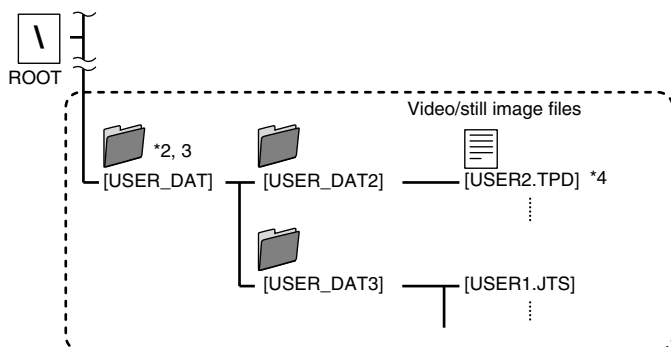 \
ROOT
Video/still image files
*2, 3
[USER_DAT]
[USER_DAT2]
[USER2.TPD] *4
[USER_DAT3]
[USER1.JTS]